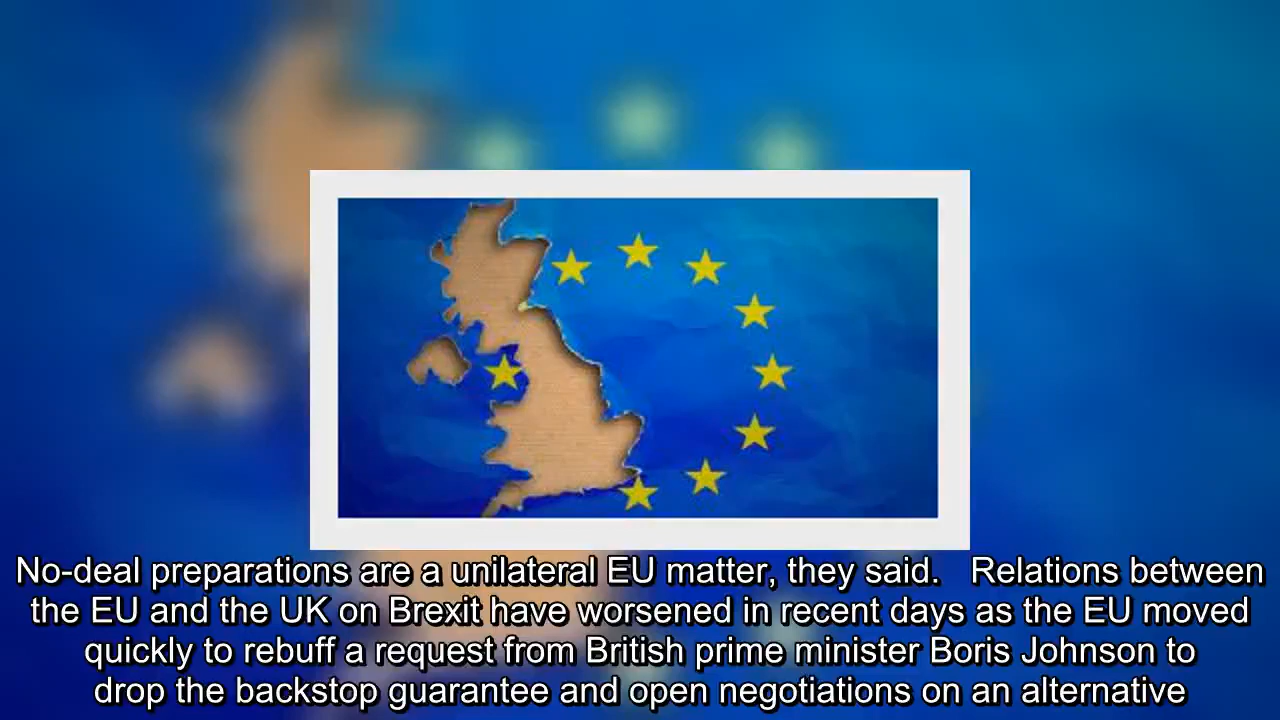 No-deal preparations are a unilateral EU matter, they said.   Relations between
the EU and the UK on Brexit have worsened in recent days as the EU moved
quickly to rebuff a request from British prime minister Boris Johnson to
drop the backstop guarantee and open negotiations on an alternative